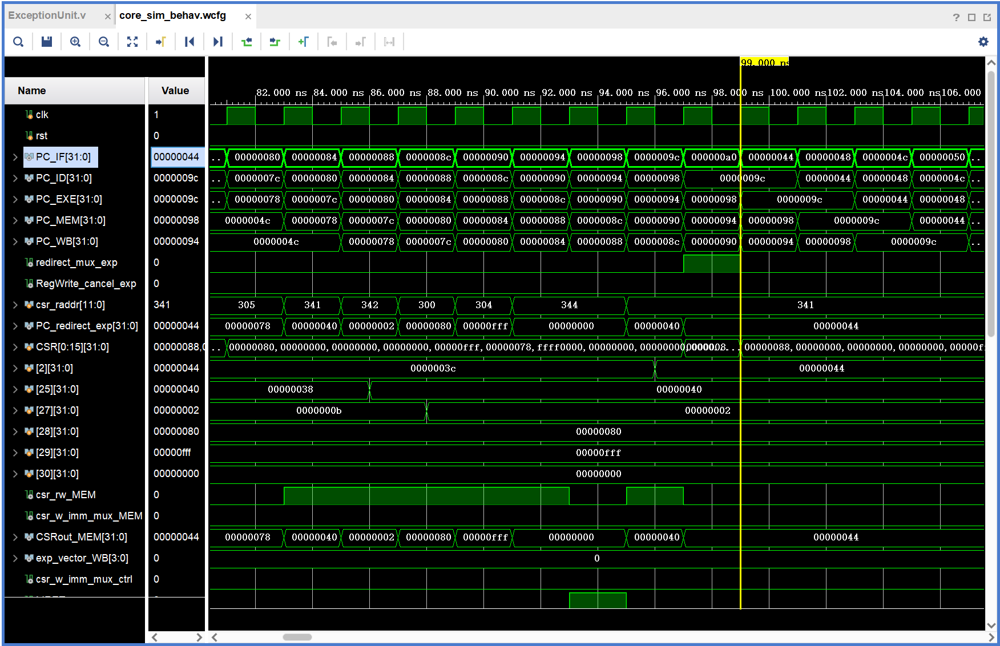 ExceptionUnit.v
core_sim_behav.wcfg
99.000 ns
Name Value 82.000 ns 84.000 ns 86.000 ns 88.000 ns 90.000 ns 92.000 ns 94.000 ns 96.000 ns 98.000 ns 100.000 ns 102.000 ns 104.000 ns 106.000
clk 1
rst 0
PC_IF[31:0] 00000044 .. 00000080 00000084 00000088 0000008c 00000090 00000094 00000098 0000009c 000000a0 00000044 00000048 0000004c 00000050 ..
PC_ID[31:0] 0000009c .. 0000007c 00000080 00000084 00000088 0000008c 00000090 00000094 00000098 0000009c 00000044 00000048 0000004c ..
PC_EXE[31:0] 0000009c .. 00000078 0000007c 00000080 00000084 00000088 0000008c 00000090 00000094 00000098 0000009c 00000044 00000048 ..
PC_MEM[31:0] 00000098 0000004c 00000078 0000007c 00000080 00000084 00000088 0000008c 00000090 00000094 00000098 0000009c 00000044 ..
PC_WB[31:0] 00000094 0000004c 00000078 0000007c 00000080 00000084 00000088 0000008c 00000090 00000094 00000098 0000009c ..
redirect_mux_exp 0
RegWrite_cancel_exp 0
csr_raddr[11:0] 341 305 341 342 300 304 344 341
PC_redirect_exp[31:0] 00000044 00000078 00000040 00000002 00000080 00000fff 00000000 00000040 00000044
CSR[0:15][31:0] 00000088,0 .. 00000080,00000000,00000000,00000000,00000fff,00000078,ffff0000,00000000,00000000 00000088,00000000,00000000,00000000,00000f
[2][31:0] 00000044 0000003c 00000044
[25][31:0] 00000040 00000038 00000040
[27][31:0] 00000002 0000000b 00000002
[28][31:0] 00000080 00000080
[29][31:0] 00000fff 00000fff
[30][31:0] 00000000 00000000
csr_rw_MEM 0
csr_w_imm_mux_MEM 0
CSRout_MEM[31:0] 00000044 00000078 00000040 00000002 00000080 00000fff 00000000 00000040 00000044
exp_vector_WB[3:0] 0 0
csr_w_imm_mux_ctrl 0